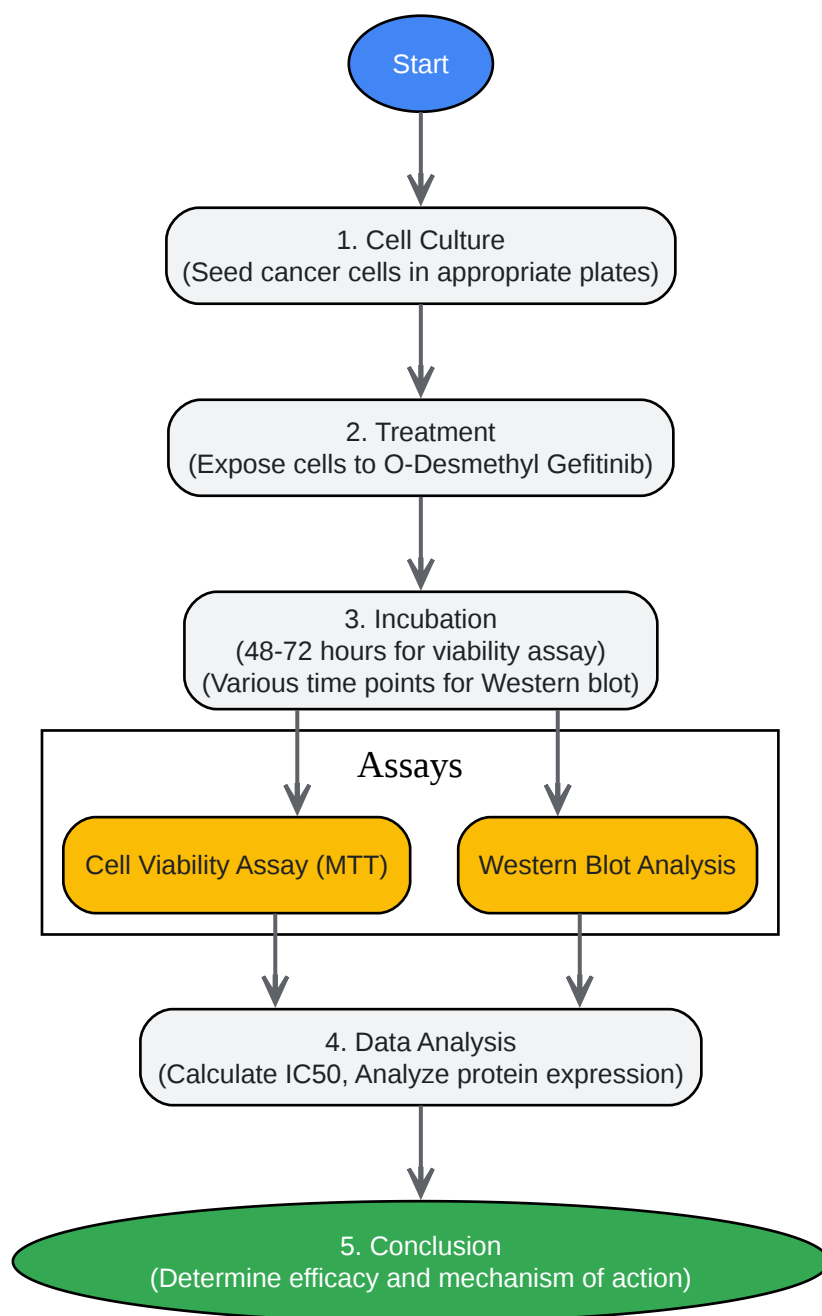 Start
1. Cell Culture
(Seed cancer cells in appropriate plates)
2. Treatment
(Expose cells to O-Desmethyl Gefitinib)
3. Incubation
(48-72 hours for viability assay)
(Various time points for Western blot)
Assays
Cell Viability Assay (MTT)
Western Blot Analysis
4. Data Analysis
(Calculate IC50, Analyze protein expression)
5. Conclusion
(Determine efficacy and mechanism of action)